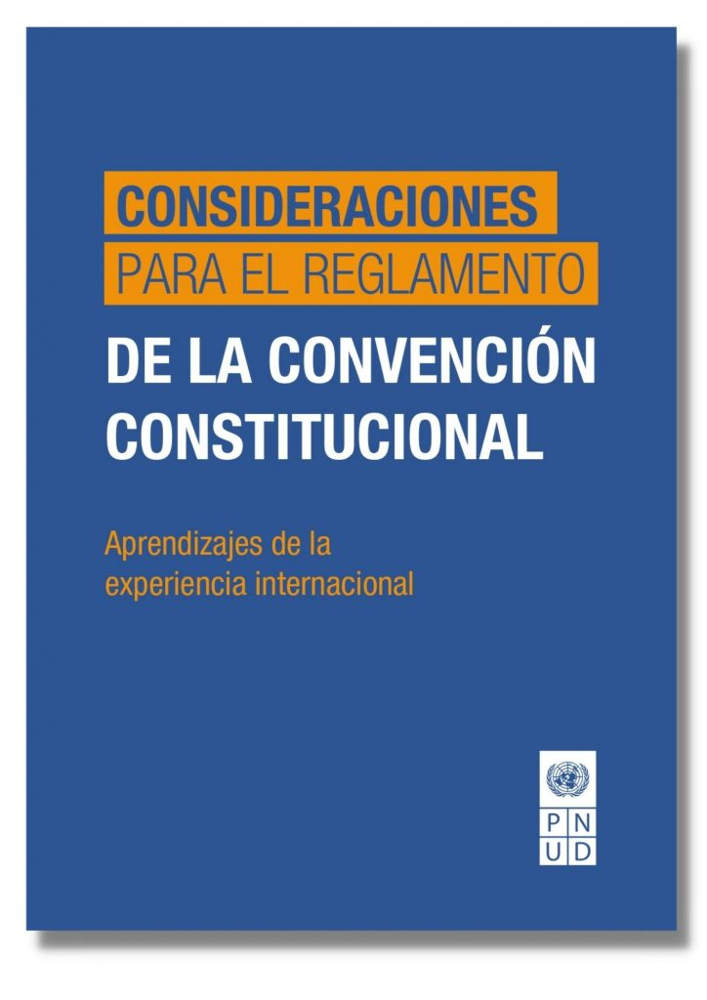 CONSIDERACIONES
PARA EL REGLAMENTO
DE LA CONVENCIÓN
CONSTITUCIONAL
Aprendizajes de la
experiencia internacional
P N
U D